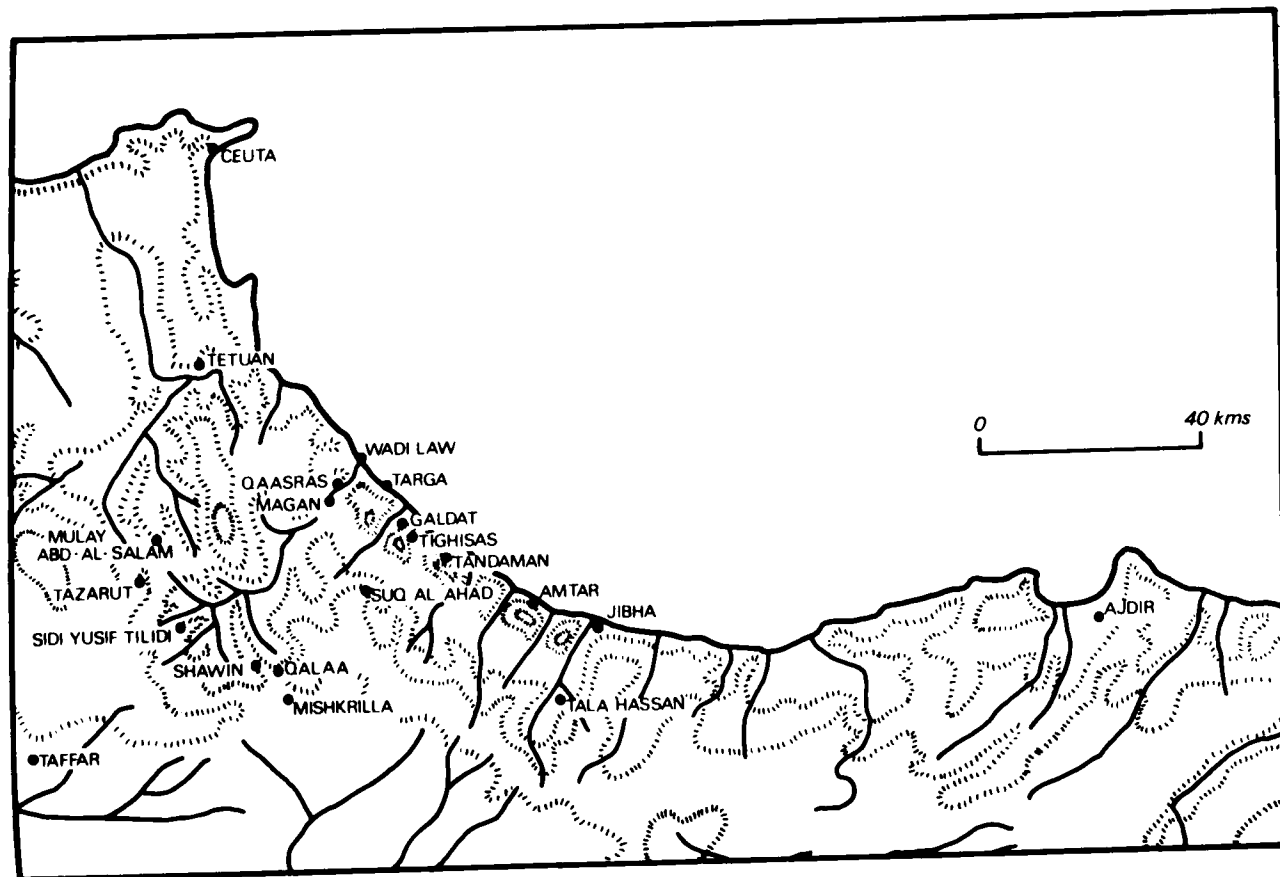 CEUTA
TETUAN
0 40 kms
WADI LAW
QAASRAS
TARGA
MAGAN
GALDAT
MULAY
ABD·AL·SALAM
TIGHISAS
TANDAMAN
TAZARUT
SUQ AL AHAD
AMTAR
JIBHA
AJDIR
SIDI YUSIF TILIDI
SHAWIN
QALAA
MISHKRILLA
TALA HASSAN
TAFFAR